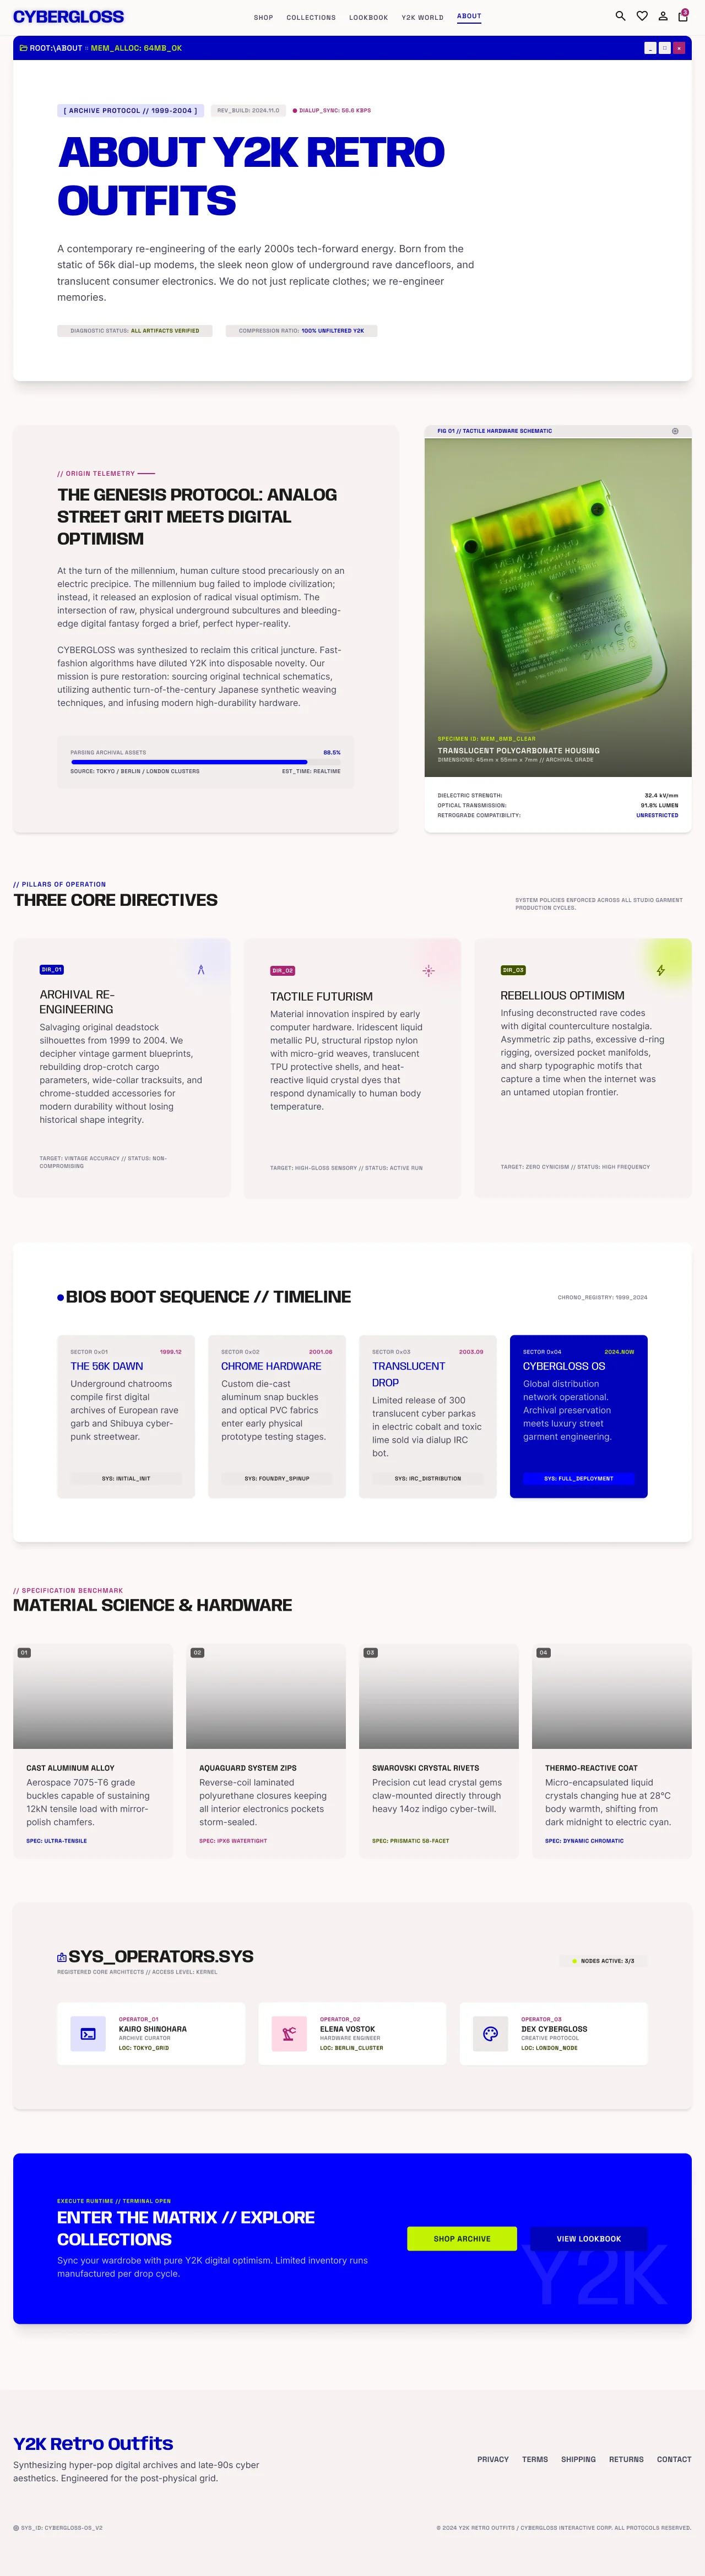 CYBERGLOSS
SHOP COLLECTIONS LOOKBOOK Y2K WORLD ABOUT
ROOT:\ABOUT :: MEM_ALLOC: 64MB_OK
[ ARCHIVE PROTOCOL // 1999-2004 ] REV_BUILD: 2024.11.0 DIALUP_SYNC: 56.6 KBPS
ABOUT Y2K RETRO
OUTFITS
A contemporary re-engineering of the early 2000s tech-forward energy. Born from the
static of 56k dial-up modems, the sleek neon glow of underground rave dancefloors, and
translucent consumer electronics. We do not just replicate clothes; we re-engineer
memories.
DIAGNOSTIC STATUS: ALL ARTIFACTS VERIFIED COMPRESSION RATIO: 100% UNFILTERED Y2K
// ORIGIN TELEMETRY
THE GENESIS PROTOCOL: ANALOG
STREET GRIT MEETS DIGITAL
OPTIMISM
At the turn of the millennium, human culture stood precariously on an
electric precipice. The millennium bug failed to implode civilization;
instead, it released an explosion of radical visual optimism. The
intersection of raw, physical underground subcultures and bleeding-
edge digital fantasy forged a brief, perfect hyper-reality.
CYBERGLOSS was synthesized to reclaim this critical juncture. Fast-
fashion algorithms have diluted Y2K into disposable novelty. Our
mission is pure restoration: sourcing original technical schematics,
utilizing authentic turn-of-the-century Japanese synthetic weaving
techniques, and infusing modern high-durability hardware.
PARSING ARCHIVAL ASSETS 88.5%
SOURCE: TOKYO / BERLIN / LONDON CLUSTERS EST_TIME: REALTIME
FIG 01 // TACTILE HARDWARE SCHEMATIC
SPECIMEN ID: MEM_8MB_CLEAR
TRANSLUCENT POLYCARBONATE HOUSING
DIMENSIONS: 45mm x 55mm x 7mm // ARCHIVAL GRADE
DIELECTRIC STRENGTH: 32.4 kV/mm
OPTICAL TRANSMISSION: 91.8% LUMEN
RETROGRADE COMPATIBILITY: UNRESTRICTED
// PILLARS OF OPERATION
THREE CORE DIRECTIVES
SYSTEM POLICIES ENFORCED ACROSS ALL STUDIO GARMENT
PRODUCTION CYCLES.
DIR_01
ARCHIVAL RE-
ENGINEERING
Salvaging original deadstock
silhouettes from 1999 to 2004. We
decipher vintage garment blueprints,
rebuilding drop-crotch cargo
parameters, wide-collar tracksuits, and
chrome-studded accessories for
modern durability without losing
historical shape integrity.
TARGET: VINTAGE ACCURACY // STATUS: NON-
COMPROMISING
DIR_02
TACTILE FUTURISM
Material innovation inspired by early
computer hardware. Iridescent liquid
metallic PU, structural ripstop nylon
with micro-grid weaves, translucent
TPU protective shells, and heat-
reactive liquid crystal dyes that
respond dynamically to human body
temperature.
TARGET: HIGH-GLOSS SENSORY // STATUS: ACTIVE RUN
DIR_03
REBELLIOUS OPTIMISM
Infusing deconstructed rave codes
with digital counterculture nostalgia.
Asymmetric zip paths, excessive d-ring
rigging, oversized pocket manifolds,
and sharp typographic motifs that
capture a time when the internet was
an untamed utopian frontier.
TARGET: ZERO CYNICISM // STATUS: HIGH FREQUENCY
BIOS BOOT SEQUENCE // TIMELINE
CHRONO_REGISTRY: 1999_2024
SECTOR 0x01 1999.12
THE 56K DAWN
Underground chatrooms
compile first digital
archives of European rave
garb and Shibuya cyber-
punk streetwear.
SYS: INITIAL_INIT
SECTOR 0x02 2001.06
CHROME HARDWARE
Custom die-cast
aluminum snap buckles
and optical PVC fabrics
enter early physical
prototype testing stages.
SYS: FOUNDRY_SPINUP
SECTOR 0x03 2003.09
TRANSLUCENT
DROP
Limited release of 300
translucent cyber parkas
in electric cobalt and toxic
lime sold via dialup IRC
bot.
SYS: IRC_DISTRIBUTION
SECTOR 0x04 2024.NOW
CYBERGLOSS OS
Global distribution
network operational.
Archival preservation
meets luxury street
garment engineering.
SYS: FULL_DEPLOYMENT
// SPECIFICATION BENCHMARK
MATERIAL SCIENCE & HARDWARE
01
CAST ALUMINUM ALLOY
Aerospace 7075-T6 grade
buckles capable of sustaining
12kN tensile load with mirror-
polish chamfers.
SPEC: ULTRA-TENSILE
02
AQUAGUARD SYSTEM ZIPS
Reverse-coil laminated
polyurethane closures keeping
all interior electronics pockets
storm-sealed.
SPEC: IPX6 WATERTIGHT
03
SWAROVSKI CRYSTAL RIVETS
Precision cut lead crystal gems
claw-mounted directly through
heavy 14oz indigo cyber-twill.
SPEC: PRISMATIC 58-FACET
04
THERMO-REACTIVE COAT
Micro-encapsulated liquid
crystals changing hue at 28°C
body warmth, shifting from
dark midnight to electric cyan.
SPEC: DYNAMIC CHROMATIC
SYS_OPERATORS.SYS
REGISTERED CORE ARCHITECTS // ACCESS LEVEL: KERNEL
NODES ACTIVE: 3/3
OPERATOR_01
KAIRO SHINOHARA
ARCHIVE CURATOR
LOC: TOKYO_GRID
OPERATOR_02
ELENA VOSTOK
HARDWARE ENGINEER
LOC: BERLIN_CLUSTER
OPERATOR_03
DEX CYBERGLOSS
CREATIVE PROTOCOL
LOC: LONDON_NODE
EXECUTE RUNTIME // TERMINAL OPEN
ENTER THE MATRIX // EXPLORE
COLLECTIONS
Sync your wardrobe with pure Y2K digital optimism. Limited inventory runs
manufactured per drop cycle.
SHOP ARCHIVE VIEW LOOKBOOK
Y2K
Y2K Retro Outfits
Synthesizing hyper-pop digital archives and late-90s cyber
aesthetics. Engineered for the post-physical grid.
PRIVACY TERMS SHIPPING RETURNS CONTACT
SYS_ID: CYBERGLOSS-OS_V2
© 2024 Y2K RETRO OUTFITS / CYBERGLOSS INTERACTIVE CORP. ALL PROTOCOLS RESERVED.